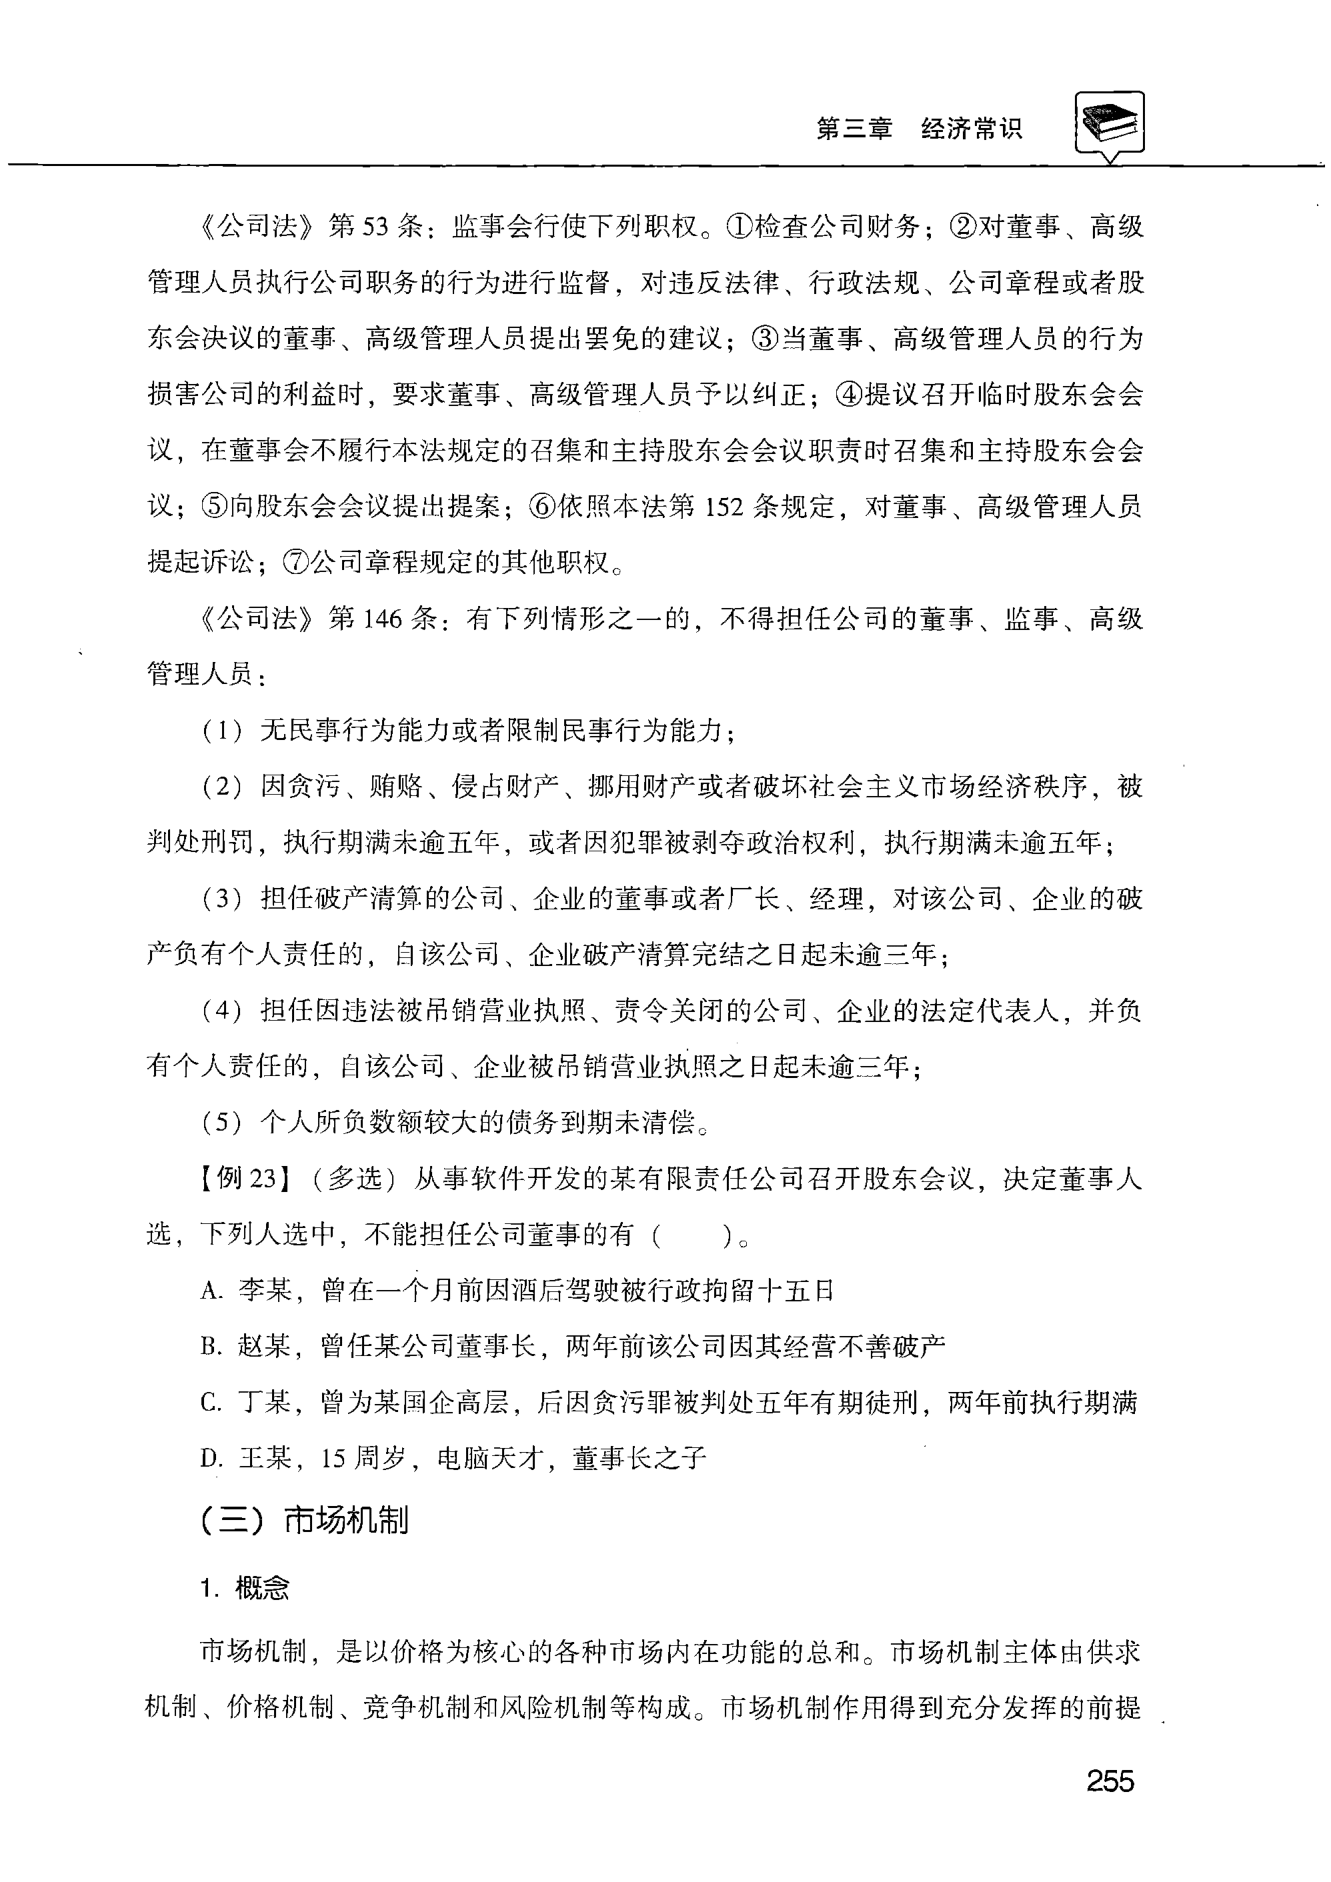 第三章 经济常识
《公司法》第 53 条：监事会行使下列职权。①检查公司财务；②对董事、高级
管理人员执行公司职务的行为进行监督，对违反法律、行政法规、公司章程或者股
东会决议的董事、高级管理人员提出罢免的建议；③当董事、高级管理人员的行为
损害公司的利益时，要求董事、高级管理人员予以纠正；④提议召开临时股东会会
议，在董事会不履行本法规定的召集和主持股东会会议职责时召集和主持股东会会
议；⑤向股东会会议提出提案；⑥依照本法第 152 条规定，对董事、高级管理人员
提起诉讼；⑦公司章程规定的其他职权。
《公司法》第 146 条：有下列情形之一的，不得担任公司的董事、监事、高级
管理人员：
（1）无民事行为能力或者限制民事行为能力；
（2）因贪污、贿赂、侵占财产、挪用财产或者破坏社会主义市场经济秩序，被
判处刑罚，执行期满未逾五年，或者因犯罪被剥夺政治权利，执行期满未逾五年；
（3）担任破产清算的公司、企业的董事或者厂长、经理，对该公司、企业的破
产负有个人责任的，自该公司、企业破产清算完结之日起未逾三年；
（4）担任因违法被吊销营业执照、责令关闭的公司、企业的法定代表人，并负
有个人责任的，自该公司、企业被吊销营业执照之日起未逾三年；
（5）个人所负数额较大的债务到期未清偿。
【例 23】（多选）从事软件开发的某有限责任公司召开股东会议，决定董事人
选，下列人选中，不能担任公司董事的有（　　）。
A. 李某，曾在一个月前因酒后驾驶被行政拘留十五日
B. 赵某，曾任某公司董事长，两年前该公司因其经营不善破产
C. 丁某，曾为某国企高层，后因贪污罪被判处五年有期徒刑，两年前执行期满
D. 王某，15 周岁，电脑天才，董事长之子
（三）市场机制
1. 概念
市场机制，是以价格为核心的各种市场内在功能的总和。市场机制主体由供求
机制、价格机制、竞争机制和风险机制等构成。市场机制作用得到充分发挥的前提
255